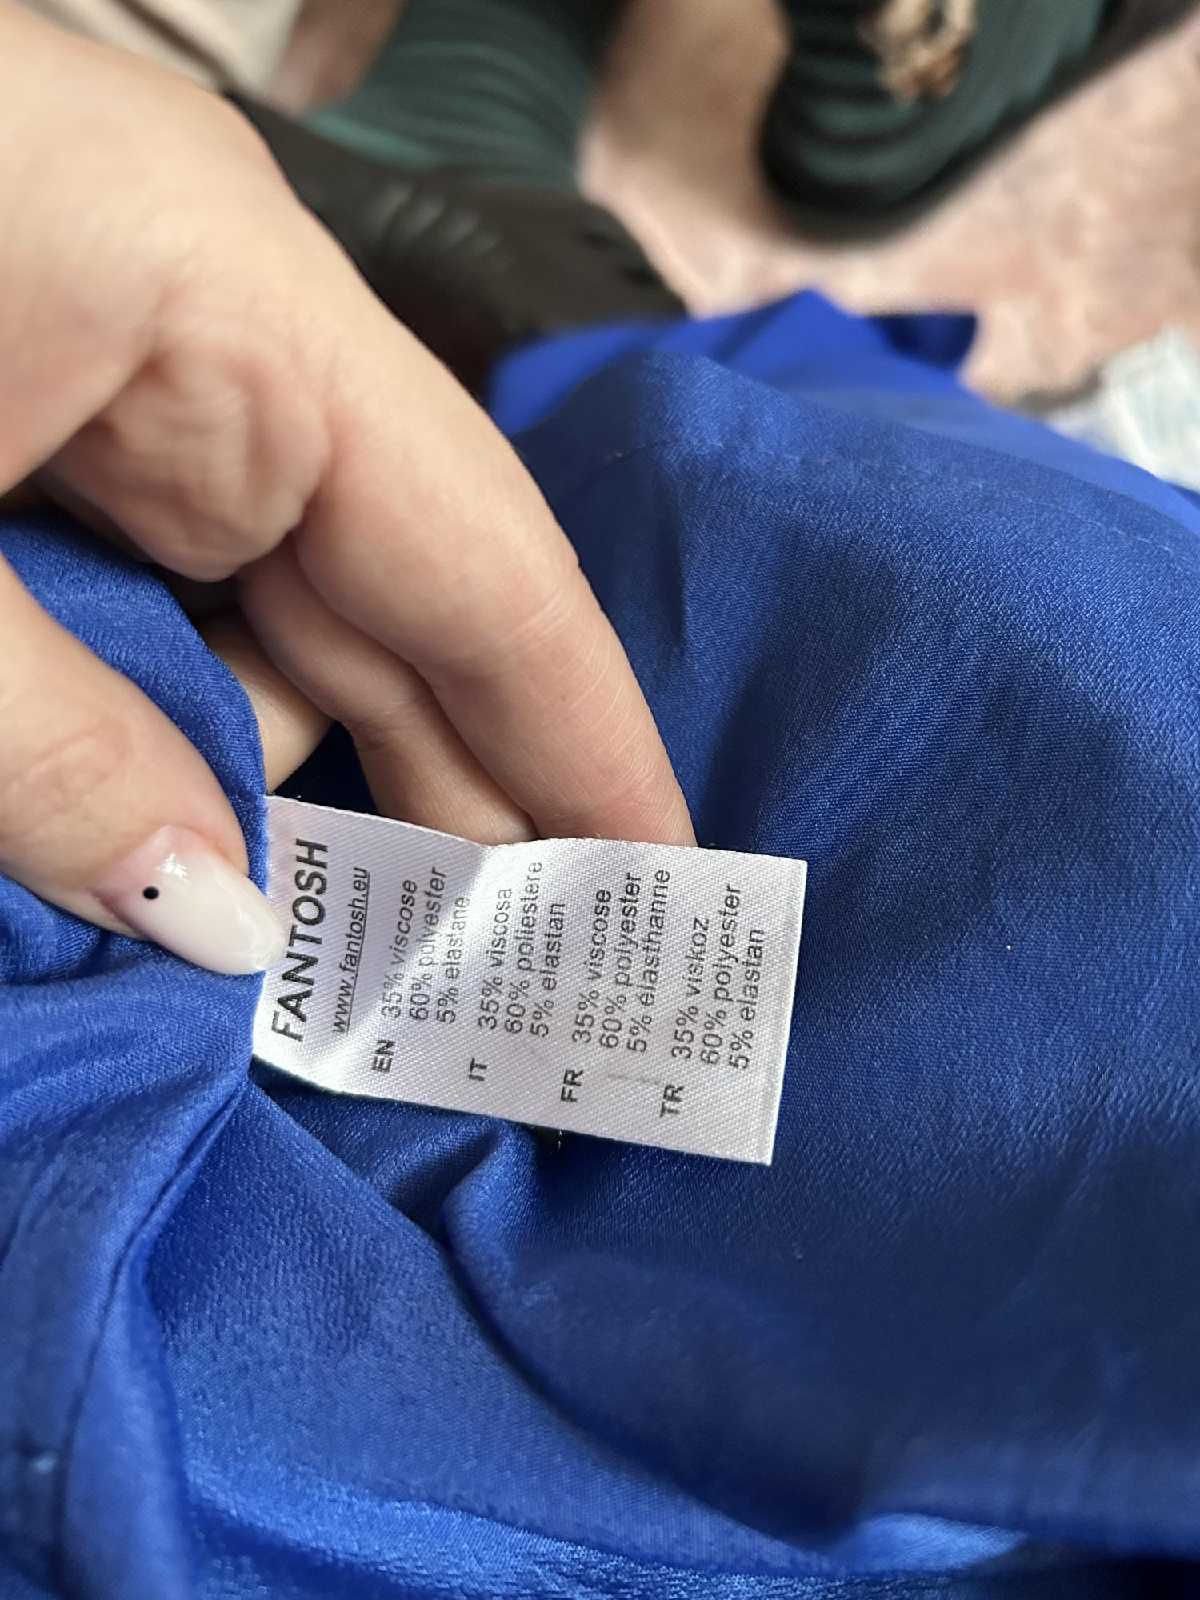 FANTOSH
www.fantosh.eu
EN 35% viscose
60% polyester
5% elastane
IT 35% viscosa
60% poliestere
5% elastan
FR 35% viscose
60% polyester
5% élasthanne
TR 35% viskoz
60% polyester
5% elastan